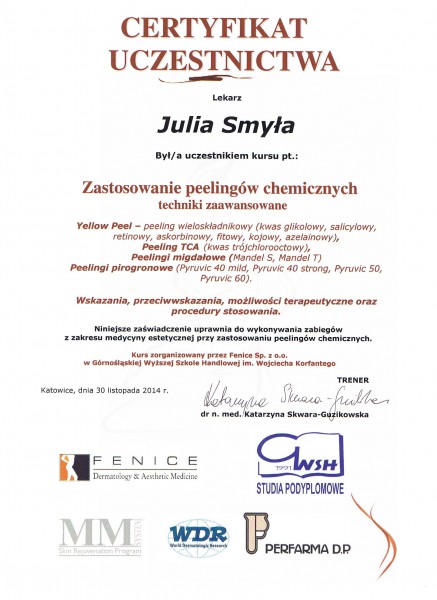 CERTYFIKAT
UCZESTNICTWA
Lekarz
Julia Smyła
Był/a uczestnikiem kursu pt.:
Zastosowanie peelingów chemicznych
techniki zaawansowane
Yellow Peel – peeling wieloskładnikowy (kwas glikolowy, salicylowy,
retinowy, askorbinowy, fitowy, kojowy, azelainowy),
Peeling TCA (kwas trójchlorooctowy),
Peelingi migdałowe (Mandel S, Mandel T)
Peelingi pirogronowe (Pyruvic 40 mild, Pyruvic 40 strong, Pyruvic 50,
Pyruvic 60).
Wskazania, przeciwwskazania, możliwości terapeutyczne oraz
procedury stosowania.
Niniejsze zaświadczenie uprawnia do wykonywania zabiegów
z zakresu medycyny estetycznej przy zastosowaniu peelingów chemicznych.
Kurs zorganizowany przez Fenice Sp. z o.o.
w Górnośląskiej Wyższej Szkole Handlowej im. Wojciecha Korfantego
TRENER
Katowice, dnia 30 listopada 2014 r.
Katarzyna Skwara-Guzikowska
dr n. med. Katarzyna Skwara-Guzikowska
FENICE
Dermatology & Aesthetic Medicine
GWSH
1991
STUDIA PODYPLOMOWE
MM SYSTEM
Skin Rejuvenation Program
WDR
World Dermatologic Research
PERFARMA D.P.